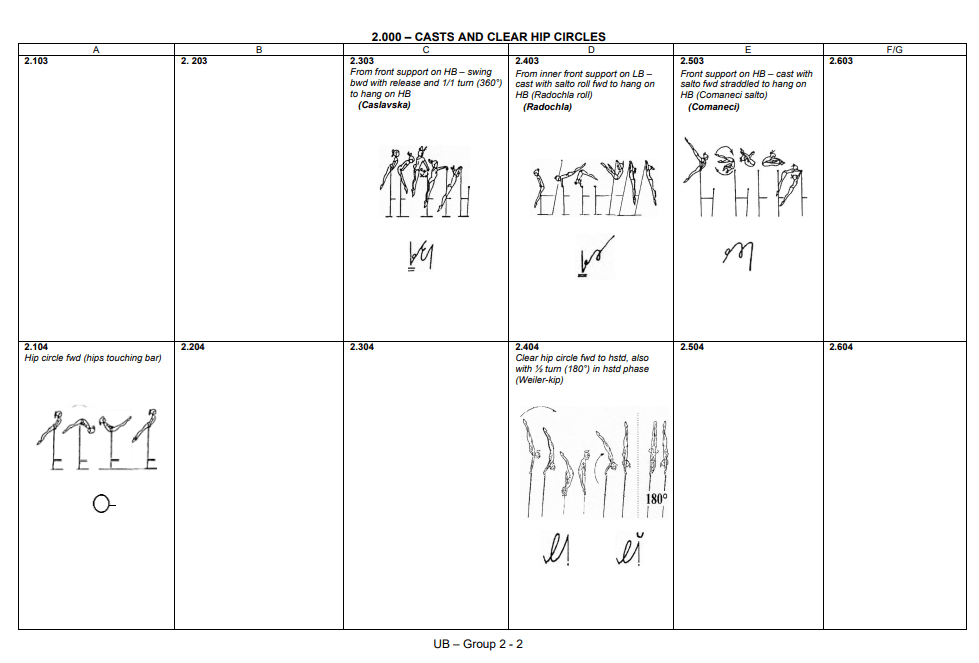 2.000 – CASTS AND CLEAR HIP CIRCLES
A B C D E F/G
2.103
2. 203
2.303
From front support on HB – swing
bwd with release and 1/1 turn (360°)
to hang on HB
(Caslavska)
2.403
From inner front support on LB –
cast with salto roll fwd to hang on
HB (Radochla roll)
(Radochla)
2.503
Front support on HB – cast with
salto fwd straddled to hang on
HB (Comaneci salto)
(Comaneci)
2.603
2.104
Hip circle fwd (hips touching bar)
2.204
2.304
2.404
Clear hip circle fwd to hstd, also
with ½ turn (180°) in hstd phase
(Weiler-kip)
180°
2.504
2.604
UB – Group 2 - 2